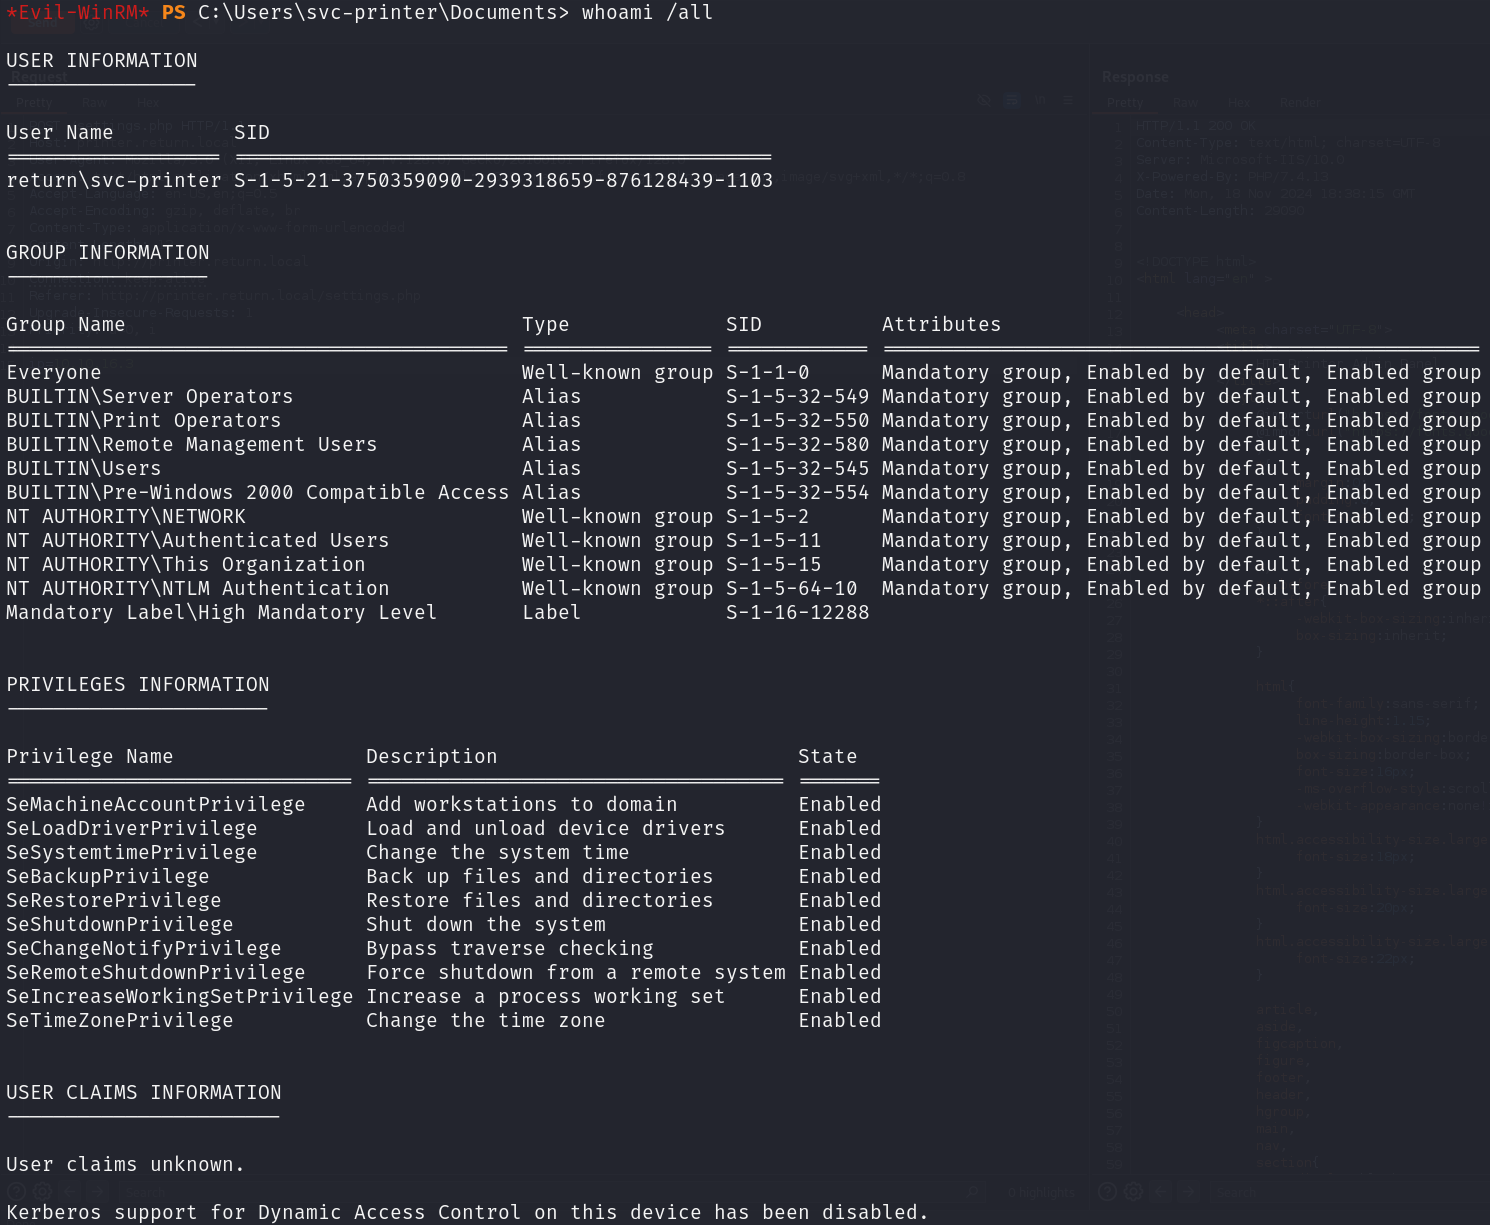 *Evil-WinRM* PS C:\Users\svc-printer\Documents> whoami /all
USER INFORMATION
----------------
User Name SID
================== =============================================
return\svc-printer S-1-5-21-3750359090-2939318659-876128439-1103
GROUP INFORMATION
-----------------
Group Name Type SID Attributes
========================================== ================ ============ ==================================================
Everyone Well-known group S-1-1-0 Mandatory group, Enabled by default, Enabled group
BUILTIN\Server Operators Alias S-1-5-32-549 Mandatory group, Enabled by default, Enabled group
BUILTIN\Print Operators Alias S-1-5-32-550 Mandatory group, Enabled by default, Enabled group
BUILTIN\Remote Management Users Alias S-1-5-32-580 Mandatory group, Enabled by default, Enabled group
BUILTIN\Users Alias S-1-5-32-545 Mandatory group, Enabled by default, Enabled group
BUILTIN\Pre-Windows 2000 Compatible Access Alias S-1-5-32-554 Mandatory group, Enabled by default, Enabled group
NT AUTHORITY\NETWORK Well-known group S-1-5-2 Mandatory group, Enabled by default, Enabled group
NT AUTHORITY\Authenticated Users Well-known group S-1-5-11 Mandatory group, Enabled by default, Enabled group
NT AUTHORITY\This Organization Well-known group S-1-5-15 Mandatory group, Enabled by default, Enabled group
NT AUTHORITY\NTLM Authentication Well-known group S-1-5-64-10 Mandatory group, Enabled by default, Enabled group
Mandatory Label\High Mandatory Level Label S-1-16-12288
PRIVILEGES INFORMATION
----------------------
Privilege Name Description State
============================= =================================== =======
SeMachineAccountPrivilege Add workstations to domain Enabled
SeLoadDriverPrivilege Load and unload device drivers Enabled
SeSystemtimePrivilege Change the system time Enabled
SeBackupPrivilege Back up files and directories Enabled
SeRestorePrivilege Restore files and directories Enabled
SeShutdownPrivilege Shut down the system Enabled
SeChangeNotifyPrivilege Bypass traverse checking Enabled
SeRemoteShutdownPrivilege Force shutdown from a remote system Enabled
SeIncreaseWorkingSetPrivilege Increase a process working set Enabled
SeTimeZonePrivilege Change the time zone Enabled
USER CLAIMS INFORMATION
-----------------------
User claims unknown.
Kerberos support for Dynamic Access Control on this device has been disabled.